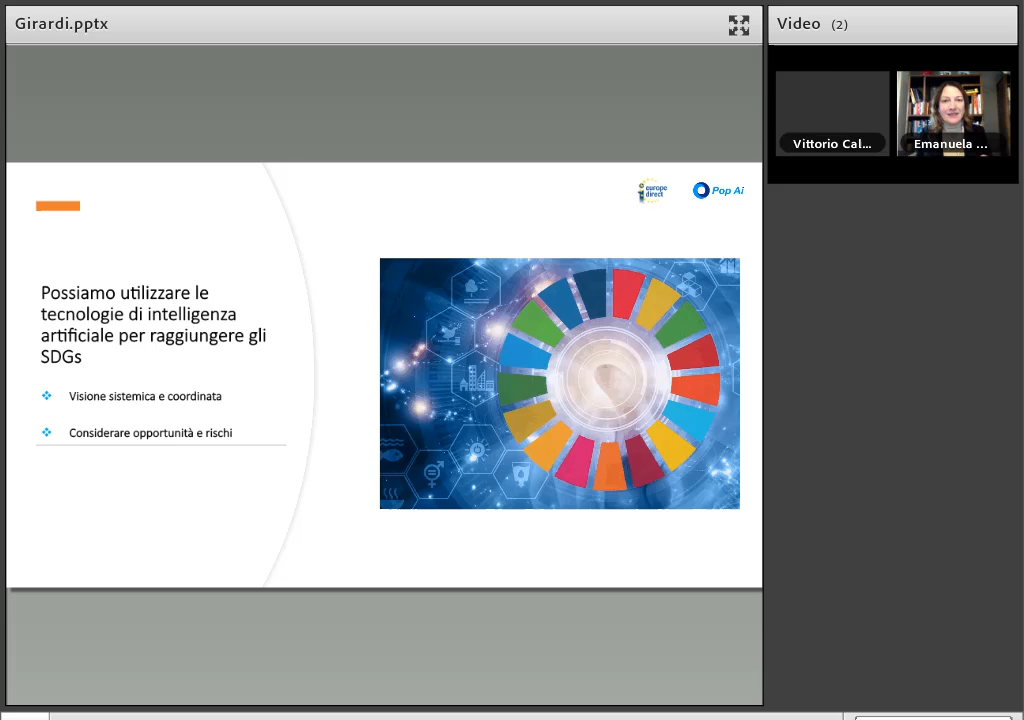 Girardi.pptx
Video (2)
Vittorio Cal...
Emanuela ...
europe
direct
Pop Ai
Possiamo utilizzare le
tecnologie di intelligenza
artificiale per raggiungere gli
SDGs
❖ Visione sistemica e coordinata
❖ Considerare opportunità e rischi